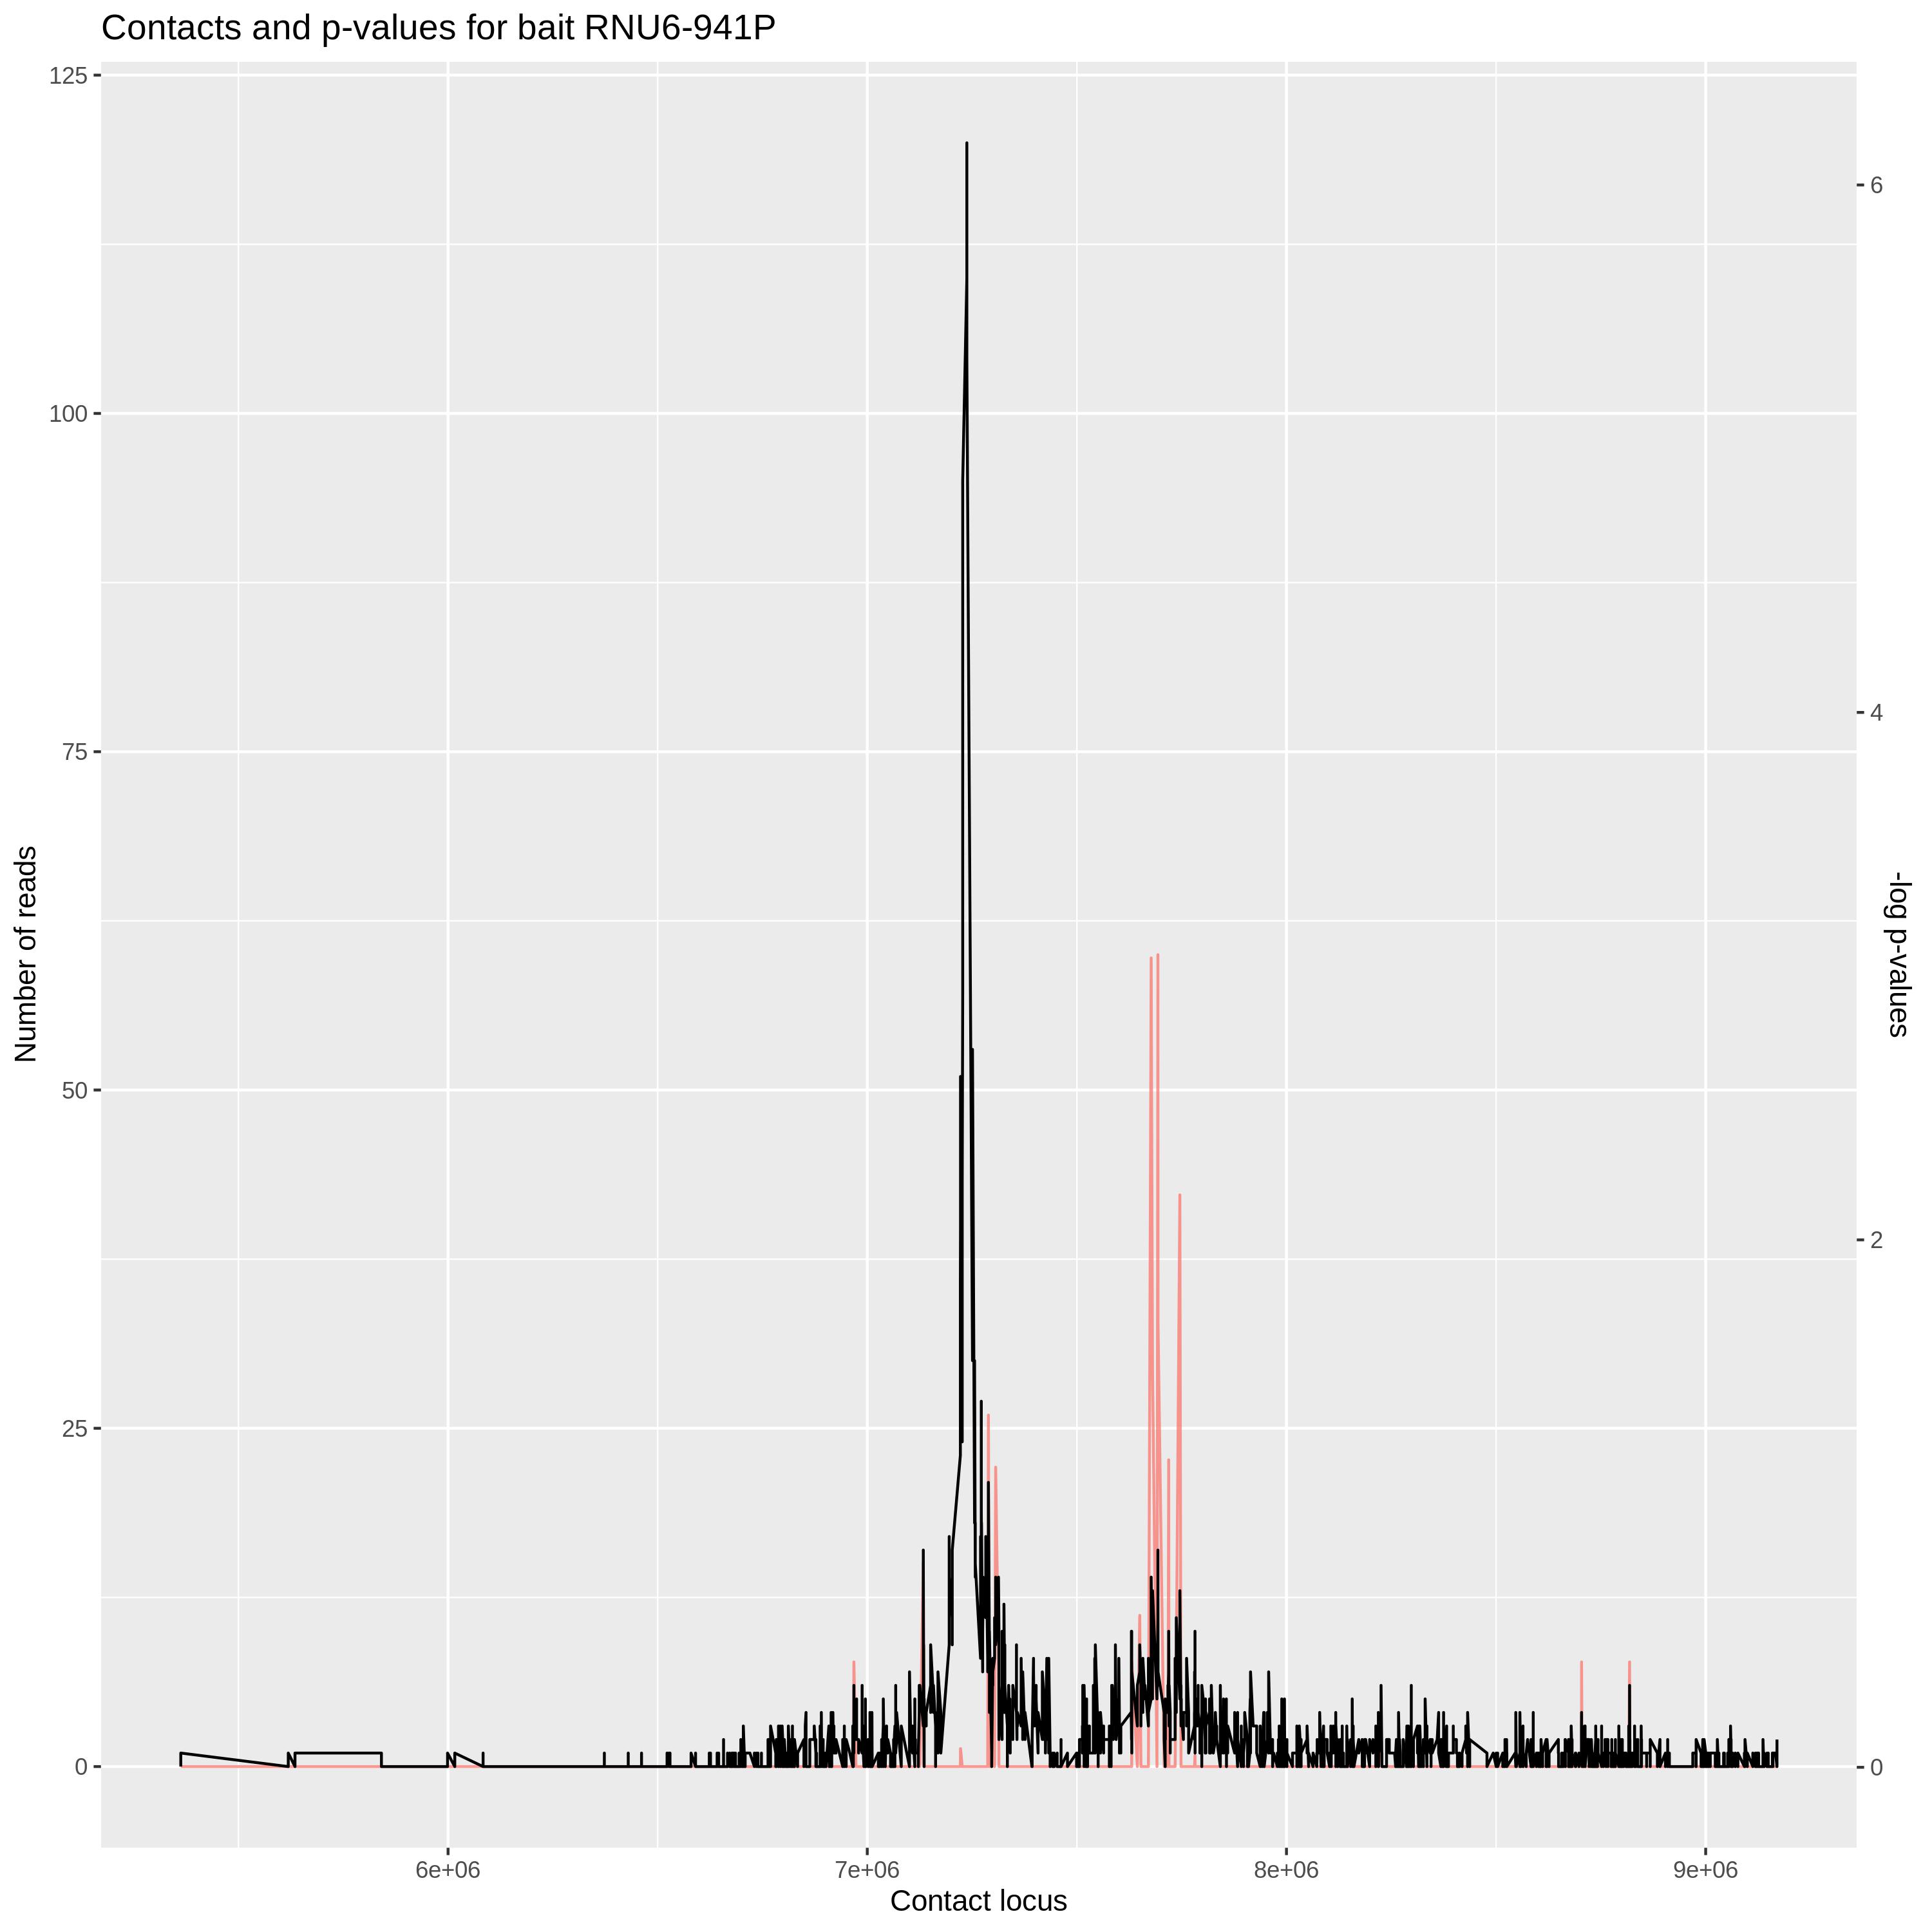 Contacts and p-values for bait RNU6-941P
125
100
75
50
25
0
6
4
2
0
6e+06
7e+06
8e+06
9e+06
Number of reads
-log p-values
Contact locus